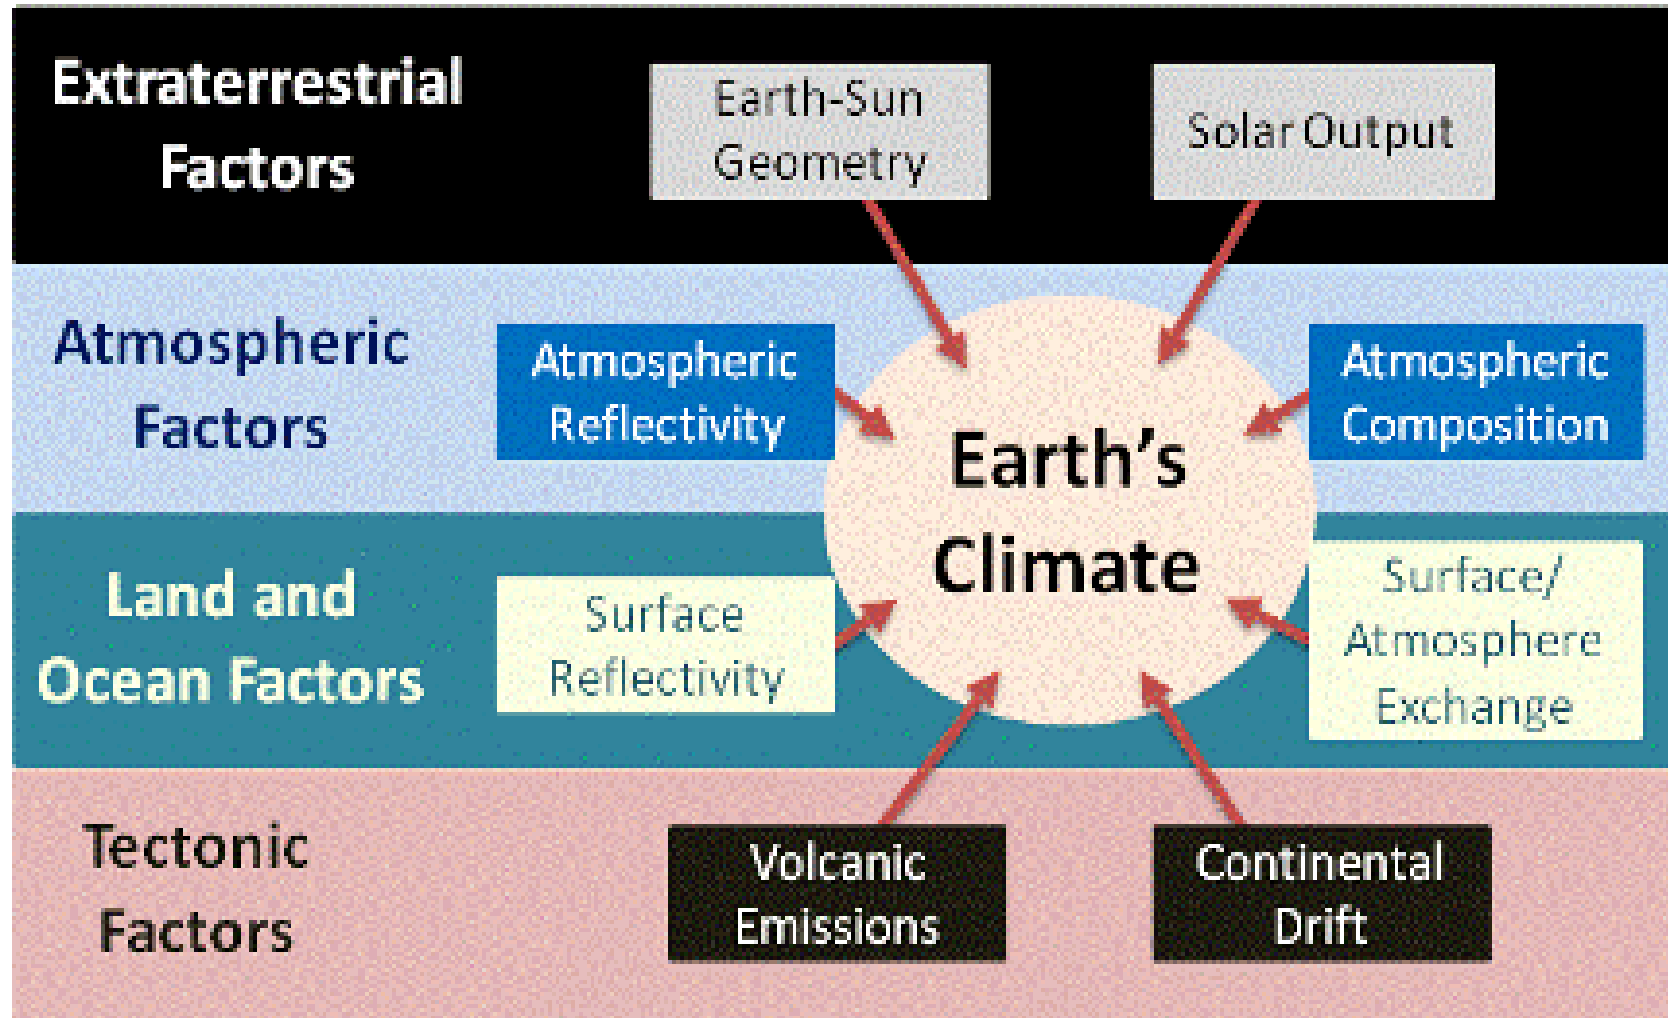 Extraterrestrial
Factors
Earth-Sun
Geometry
Solar Output
Atmospheric
Factors
Atmospheric
Reflectivity
Atmospheric
Composition
Earth's
Climate
Land and
Ocean Factors
Surface
Reflectivity
Surface/
Atmosphere
Exchange
Tectonic
Factors
Volcanic
Emissions
Continental
Drift